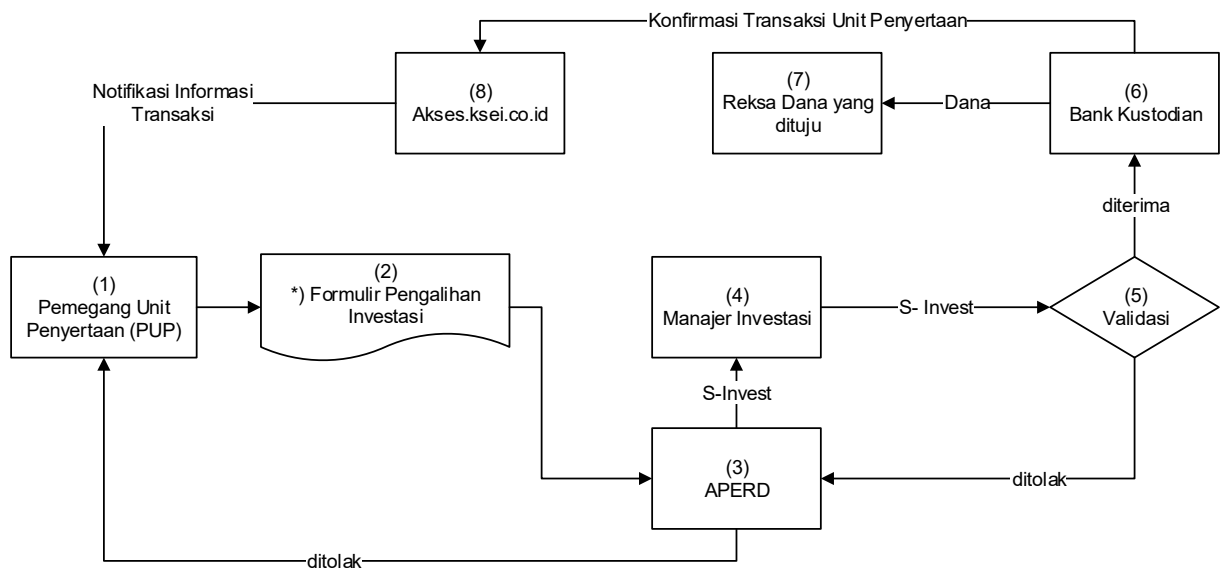 Konfirmasi Transaksi Unit Penyertaan
Notifikasi Informasi
Transaksi
(8)
Akses.ksei.co.id
(7)
Reksa Dana yang
dituju
Dana
(6)
Bank Kustodian
diterima
(1)
Pemegang Unit
Penyertaan (PUP)
(2)
*) Formulir Pengalihan
Investasi
(4)
Manajer Investasi
S- Invest
(5)
Validasi
S-Invest
(3)
APERD
ditolak
ditolak